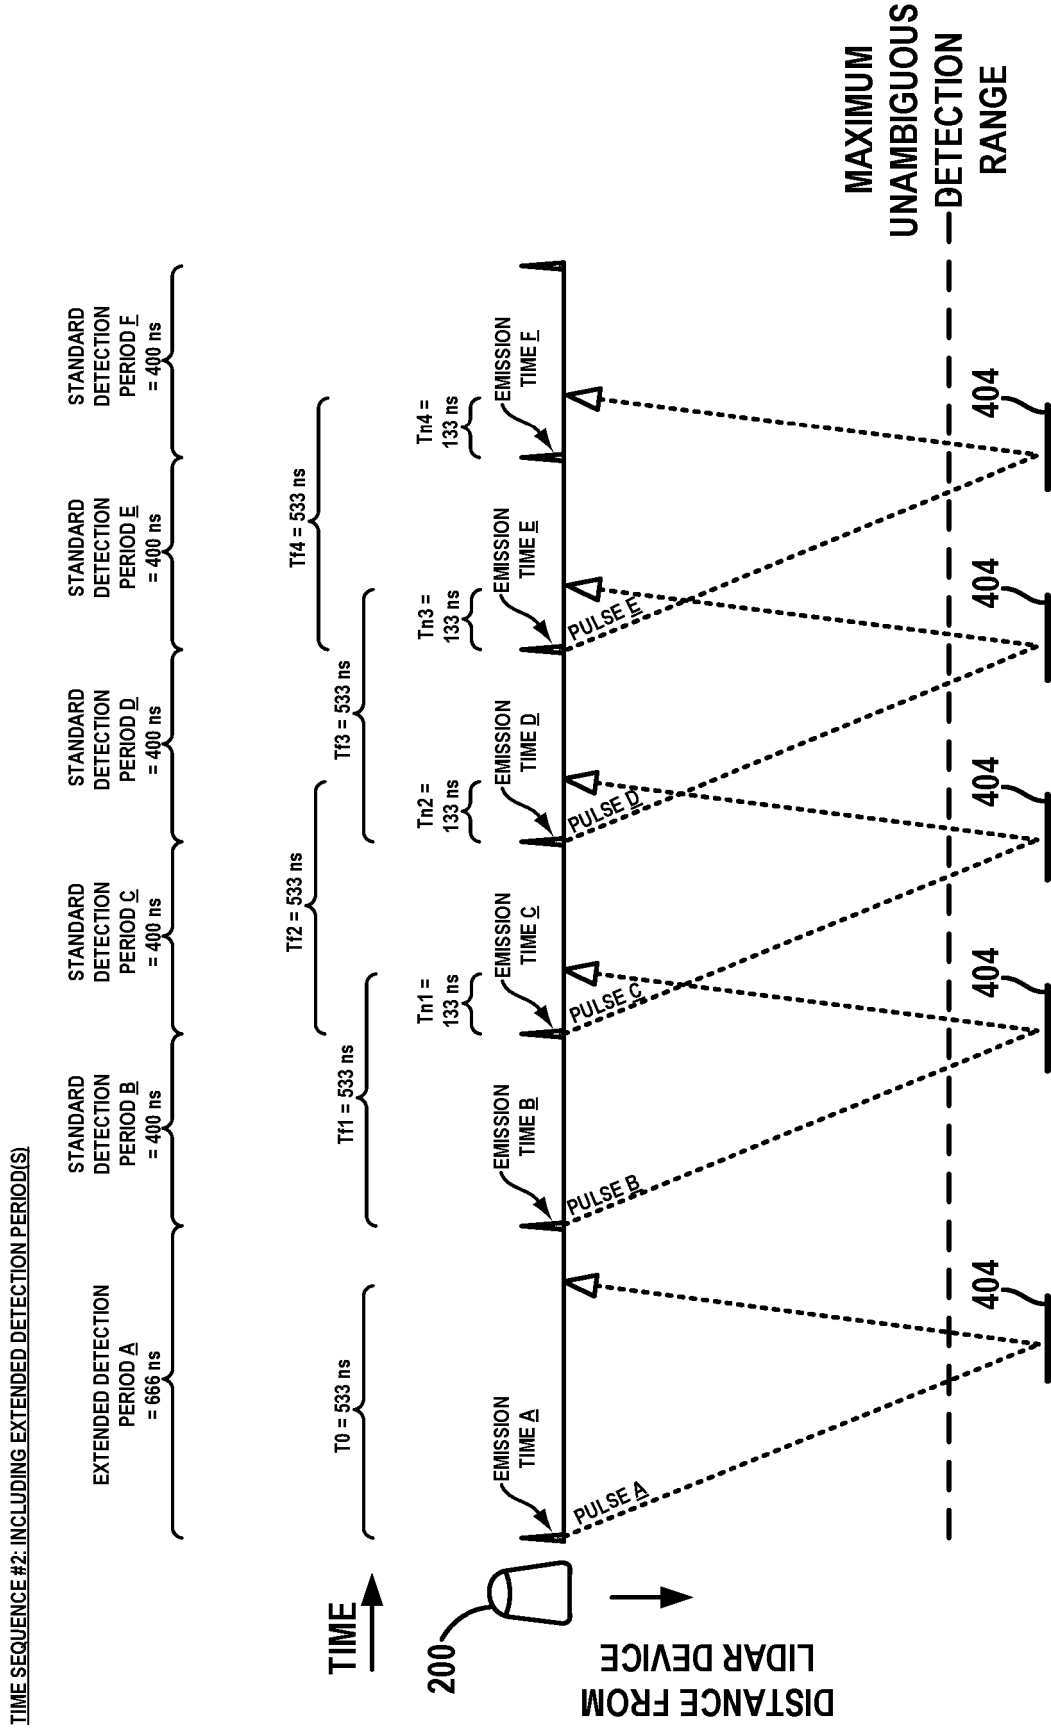 TIME SEQUENCE #2: INCLUDING EXTENDED DETECTION PERIOD(S)
EXTENDED DETECTION
PERIOD A
= 666 ns
STANDARD
DETECTION
PERIOD B
= 400 ns
STANDARD
DETECTION
PERIOD C
= 400 ns
STANDARD
DETECTION
PERIOD D
= 400 ns
STANDARD
DETECTION
PERIOD E
= 400 ns
STANDARD
DETECTION
PERIOD F
= 400 ns
Tf2 = 533 ns
Tf4 = 533 ns
TIME
T0 = 533 ns
Tf1 = 533 ns
Tf3 = 533 ns
Tn1 =
133 ns
Tn2 =
133 ns
Tn3 =
133 ns
Tn4 =
133 ns
200
EMISSION
TIME A
EMISSION
TIME B
EMISSION
TIME C
EMISSION
TIME D
EMISSION
TIME E
EMISSION
TIME F
PULSE A
PULSE B
PULSE C
PULSE D
PULSE E
DISTANCE FROM
LIDAR DEVICE
MAXIMUM
UNAMBIGUOUS
DETECTION
RANGE
404
404
404
404
404